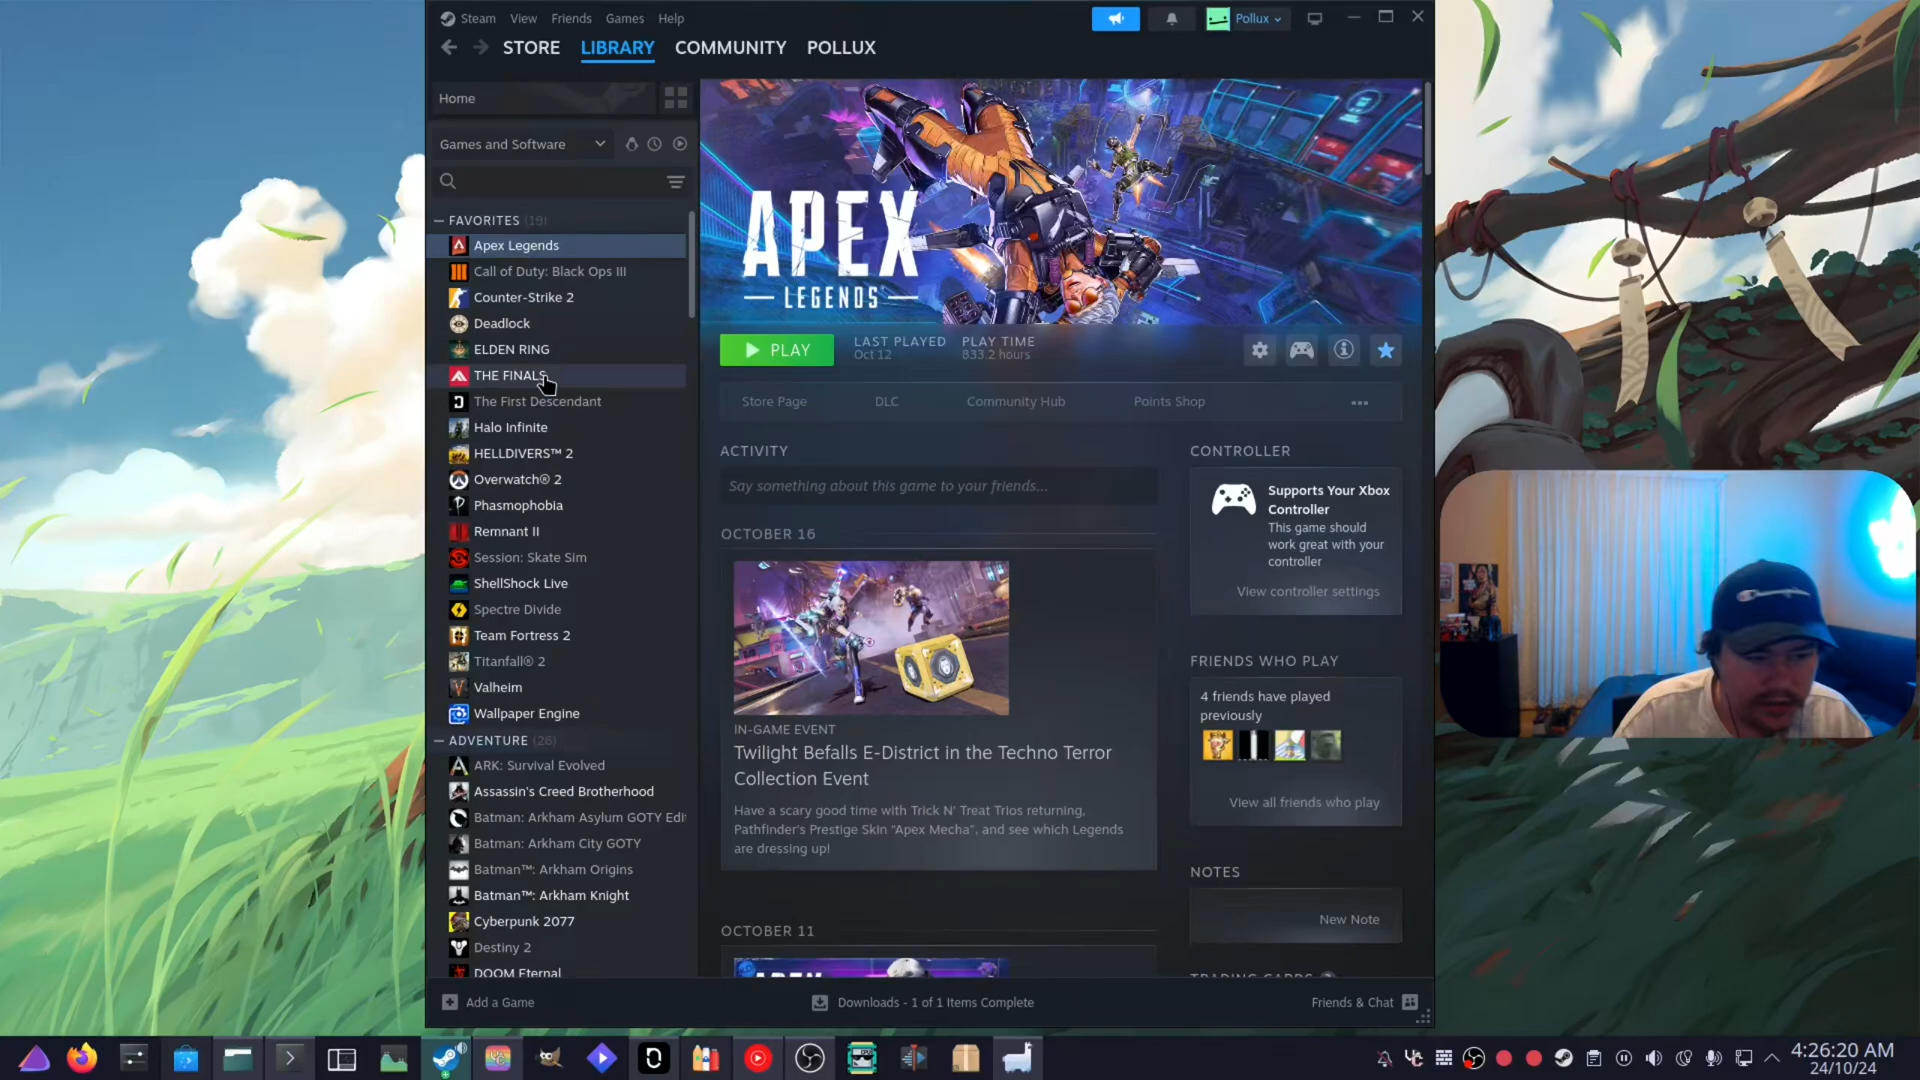 Steam View Friends Games Help
Pollux
STORE LIBRARY COMMUNITY POLLUX
Home
Games and Software
FAVORITES (19)
Apex Legends
Call of Duty: Black Ops III
Counter-Strike 2
Deadlock
ELDEN RING
THE FINALS
The First Descendant
Halo Infinite
HELLDIVERS™ 2
Overwatch® 2
Phasmophobia
Remnant II
Session: Skate Sim
ShellShock Live
Spectre Divide
Team Fortress 2
Titanfall® 2
Valheim
Wallpaper Engine
ADVENTURE (26)
ARK: Survival Evolved
Assassin's Creed Brotherhood
Batman: Arkham Asylum GOTY Edi
Batman: Arkham City GOTY
Batman™: Arkham Origins
Batman™: Arkham Knight
Cyberpunk 2077
Destiny 2
DOOM Eternal
APEX
LEGENDS
PLAY
LAST PLAYED
Oct 12
PLAY TIME
833.2 hours
Store Page DLC Community Hub Points Shop
ACTIVITY
Say something about this game to your friends...
OCTOBER 16
IN-GAME EVENT
Twilight Befalls E-District in the Techno Terror
Collection Event
Have a scary good time with Trick N' Treat Trios returning,
Pathfinder's Prestige Skin "Apex Mecha", and see which Legends
are dressing up!
OCTOBER 11
APEX
CONTROLLER
Supports Your Xbox
Controller
This game should
work great with your
controller
View controller settings
FRIENDS WHO PLAY
4 friends have played
previously
View all friends who play
NOTES
New Note
TRADING CARDS
Add a Game
Downloads - 1 of 1 Items Complete
Friends & Chat
4:26:20 AM
24/10/24